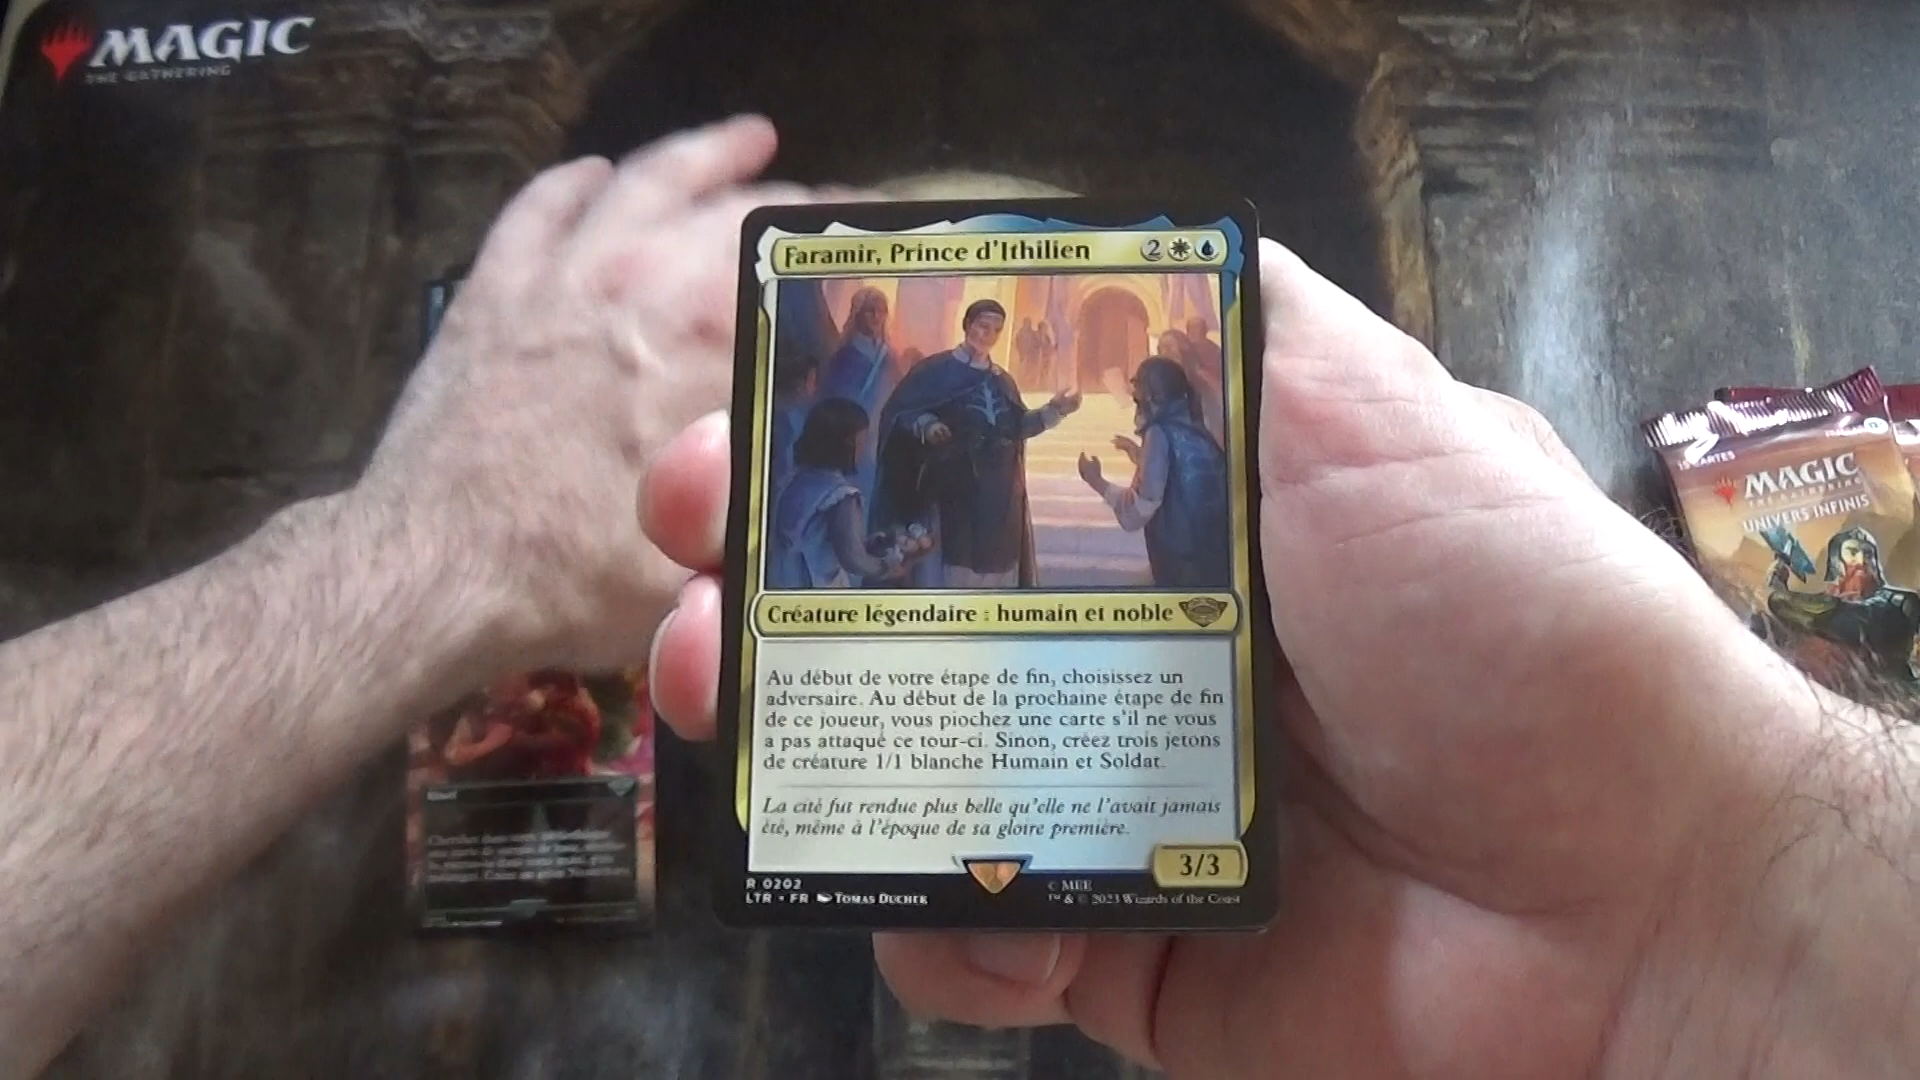 MAGIC
THE GATHERING
Faramir, Prince d'Ithilien 2
Créature légendaire : humain et noble
Au début de votre étape de fin, choisissez un
adversaire. Au début de la prochaine étape de fin
de ce joueur, vous piochez une carte s'il ne vous
a pas attaqué ce tour-ci. Sinon, créez trois jetons
de créature 1/1 blanche Humain et Soldat.
La cité fut rendue plus belle qu'elle ne l'avait jamais
été, même à l'époque de sa gloire première.
3/3
R 0202
LTR • FR Tomas Duchek
© MEE
™ & © 2023 Wizards of the Coast
15 CARTES
MAGIC
THE GATHERING
UNIVERS INFINIS